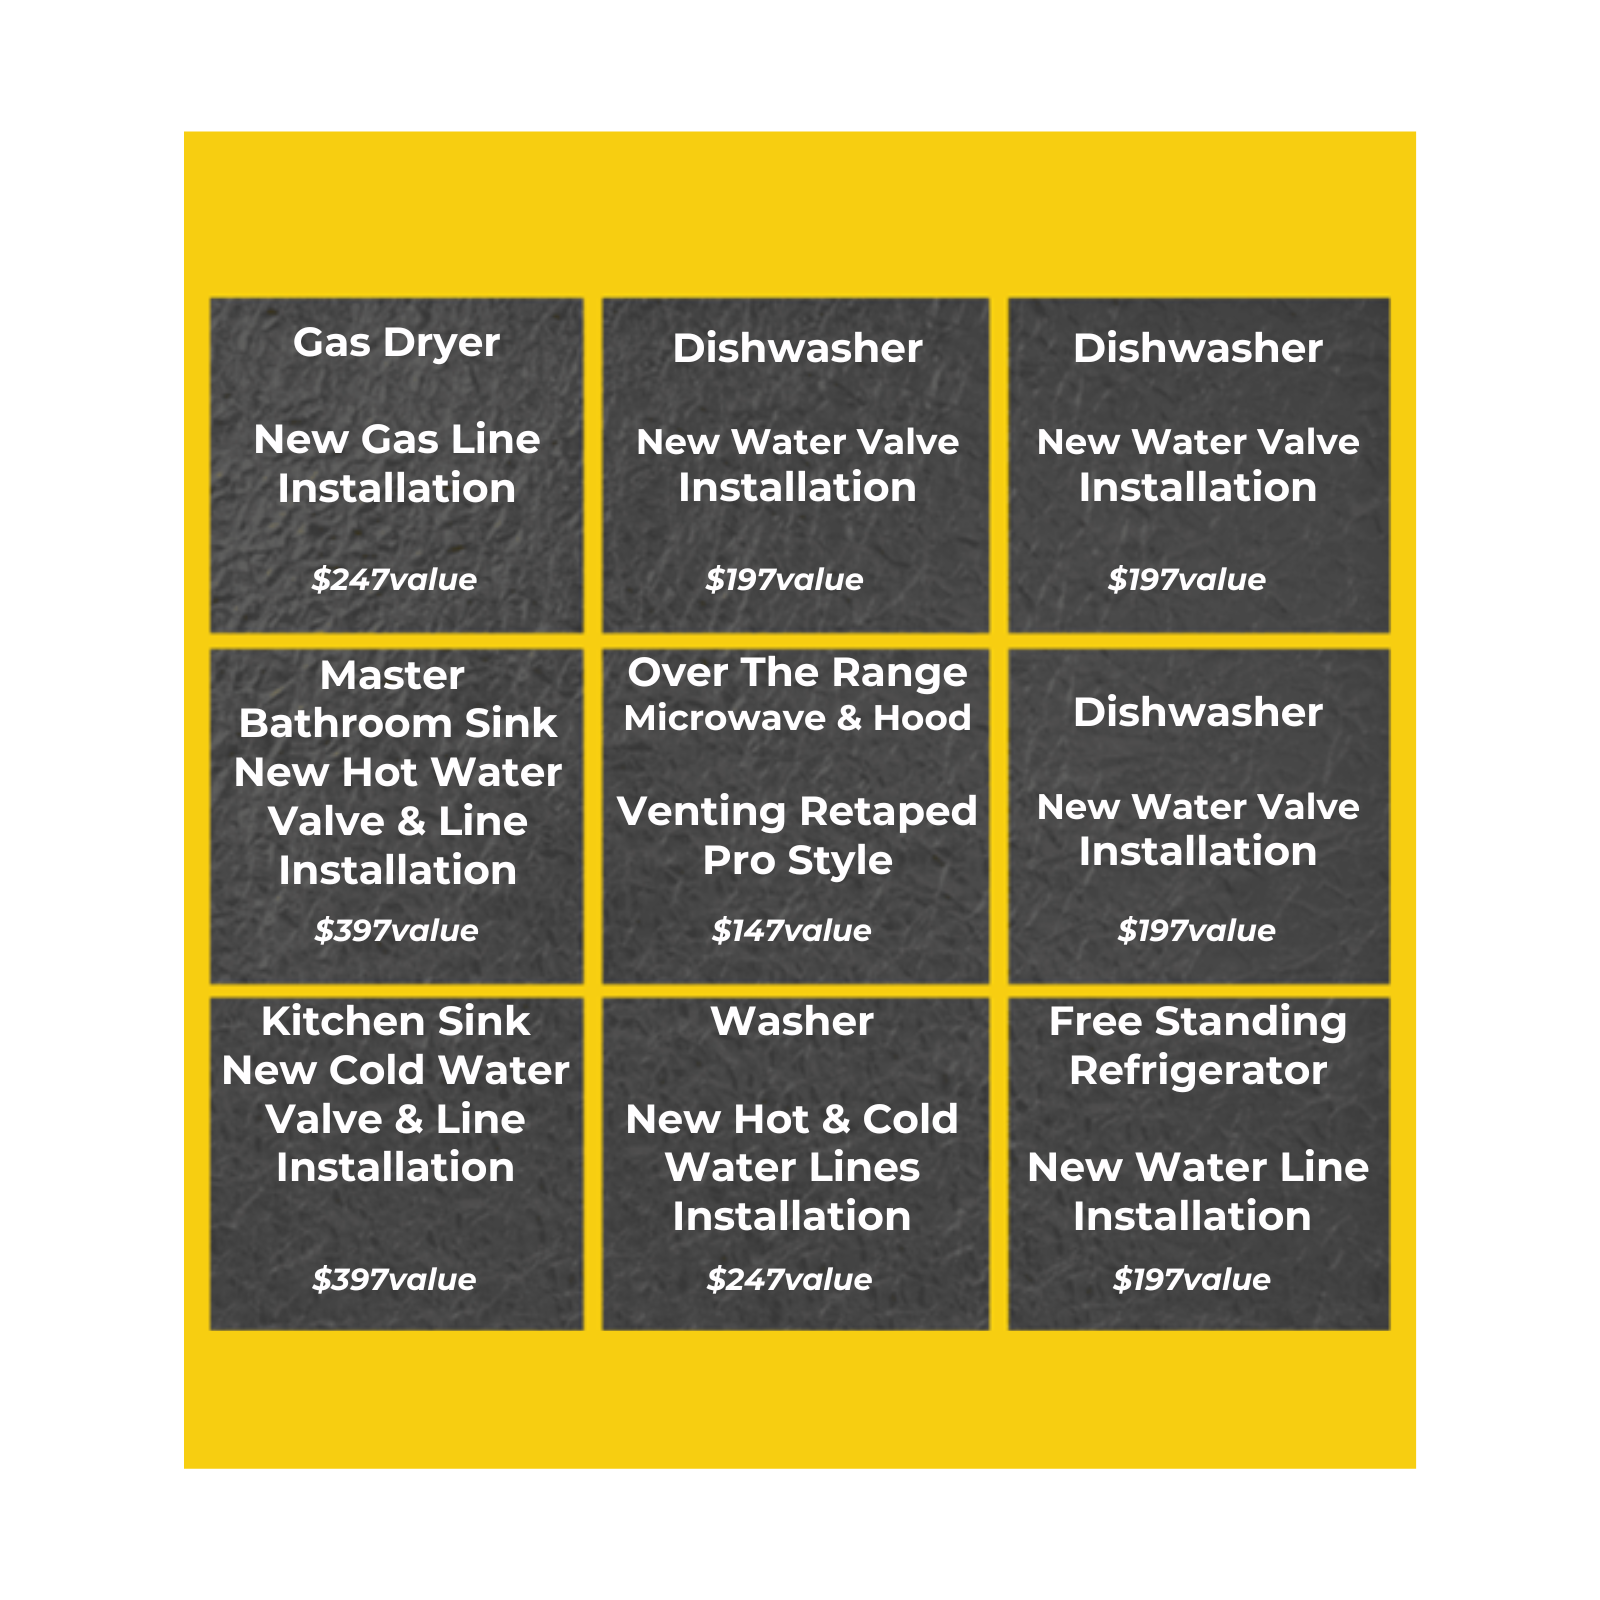 Gas Dryer
New Gas Line
Installation
$247value
Dishwasher
New Water Valve
Installation
$197value
Dishwasher
New Water Valve
Installation
$197value
Master
Bathroom Sink
New Hot Water
Valve & Line
Installation
$397value
Over The Range
Microwave & Hood
Venting Retaped
Pro Style
$147value
Dishwasher
New Water Valve
Installation
$197value
Kitchen Sink
New Cold Water
Valve & Line
Installation
$397value
Washer
New Hot & Cold
Water Lines
Installation
$247value
Free Standing
Refrigerator
New Water Line
Installation
$197value